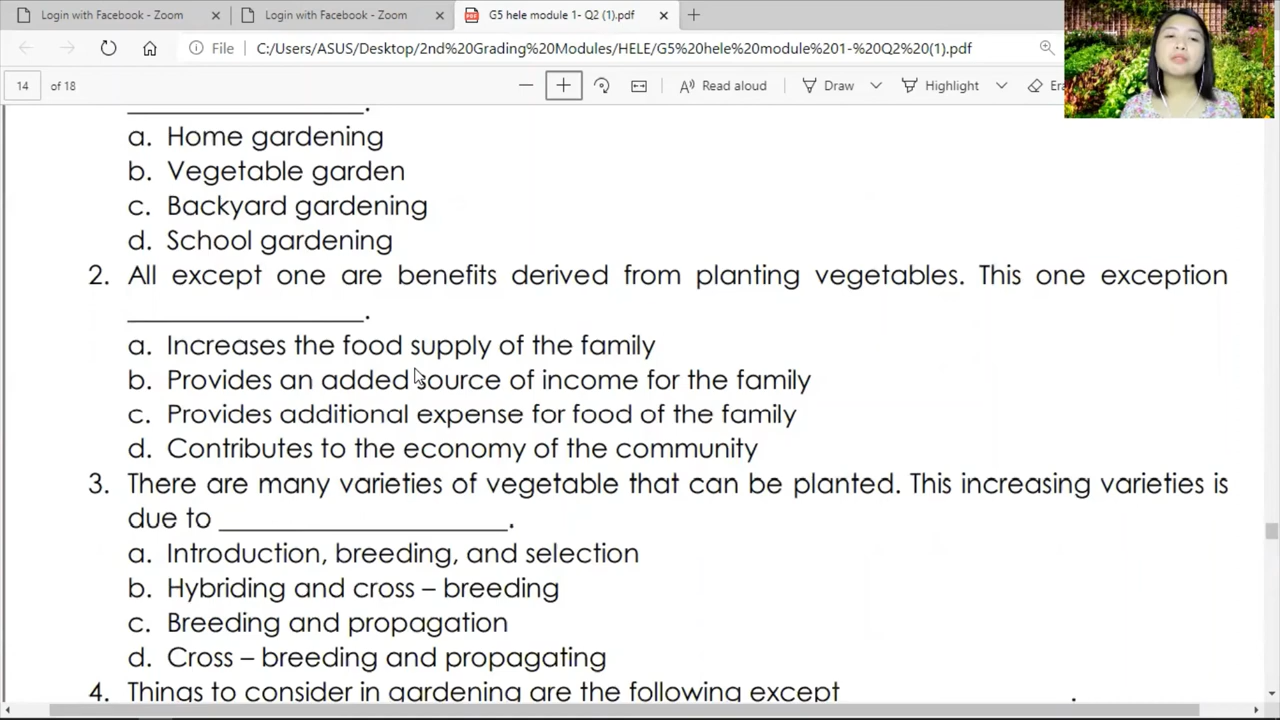 Login with Facebook - Zoom
Login with Facebook - Zoom
G5 hele module 1- Q2 (1).pdf
File
C:/Users/ASUS/Desktop/2nd%20Grading%20Modules/HELE/G5%20hele%20module%201-%20Q2%20(1).pdf
14 of 18
Read aloud
Draw
Highlight
____________________.
a. Home gardening
b. Vegetable garden
c. Backyard gardening
d. School gardening
2. All except one are benefits derived from planting vegetables. This one exception
____________________.
a. Increases the food supply of the family
b. Provides an added source of income for the family
c. Provides additional expense for food of the family
d. Contributes to the economy of the community
3. There are many varieties of vegetable that can be planted. This increasing varieties is
due to ________________________.
a. Introduction, breeding, and selection
b. Hybriding and cross – breeding
c. Breeding and propagation
d. Cross – breeding and propagating
4. Things to consider in gardening are the following except ____________________.